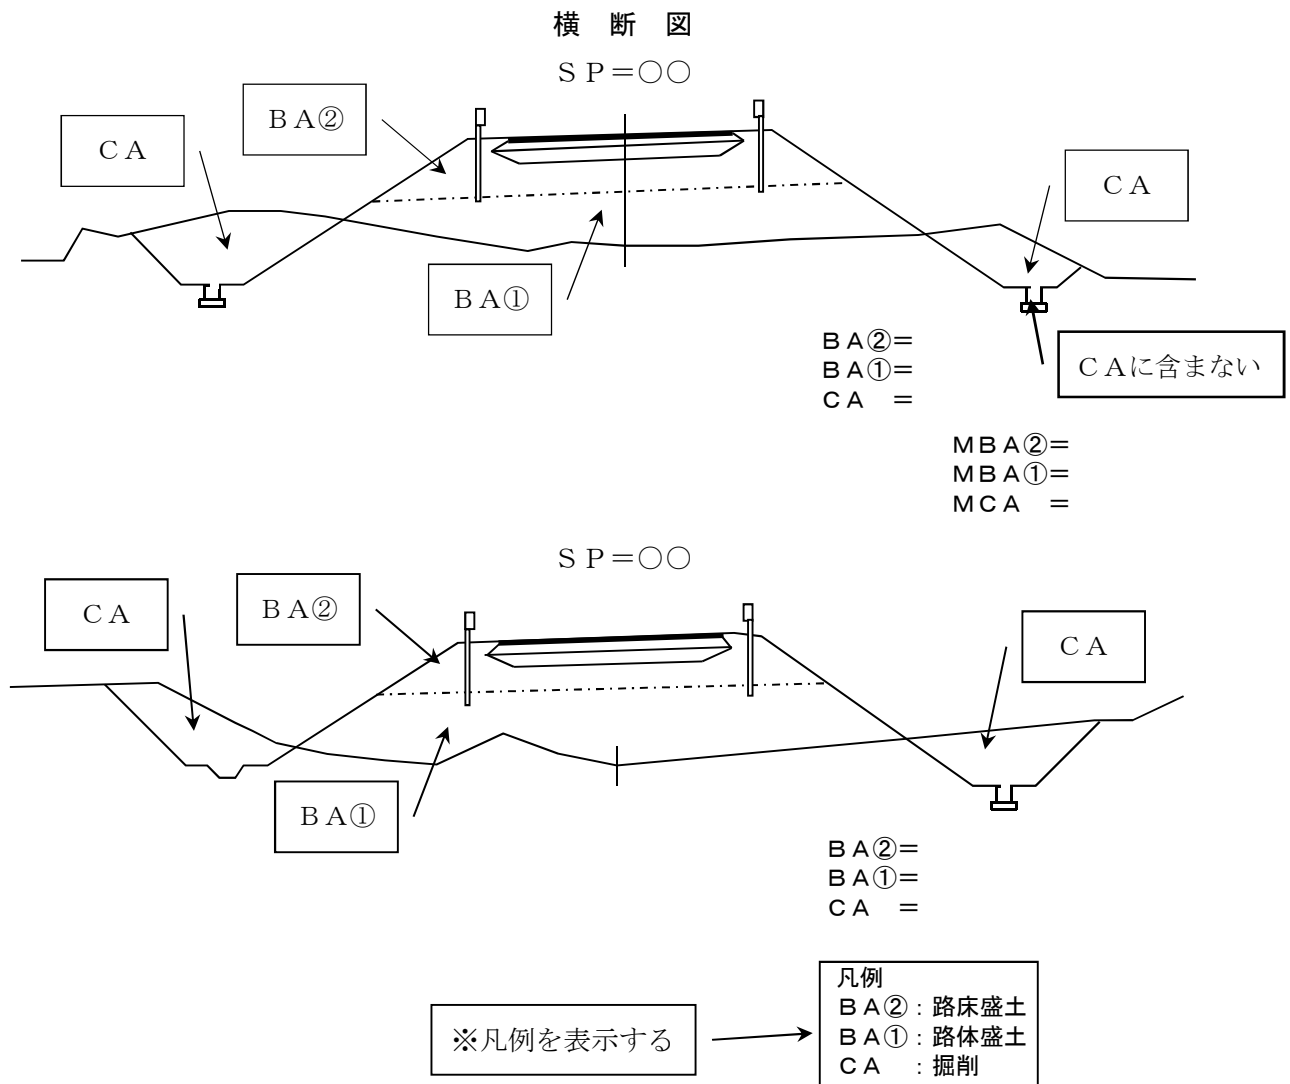 横 断 図
ＳＰ＝○○
ＢＡ②
ＣＡ
ＣＡ
ＢＡ①
ＢＡ②＝
ＢＡ①＝
ＣＡ　＝
ＣＡに含まない
ＭＢＡ②＝
ＭＢＡ①＝
ＭＣＡ　＝
ＳＰ＝○○
ＣＡ
ＢＡ②
ＣＡ
ＢＡ①
ＢＡ②＝
ＢＡ①＝
ＣＡ　＝
※凡例を表示する
凡例
ＢＡ②：路床盛土
ＢＡ①：路体盛土
ＣＡ　：掘削